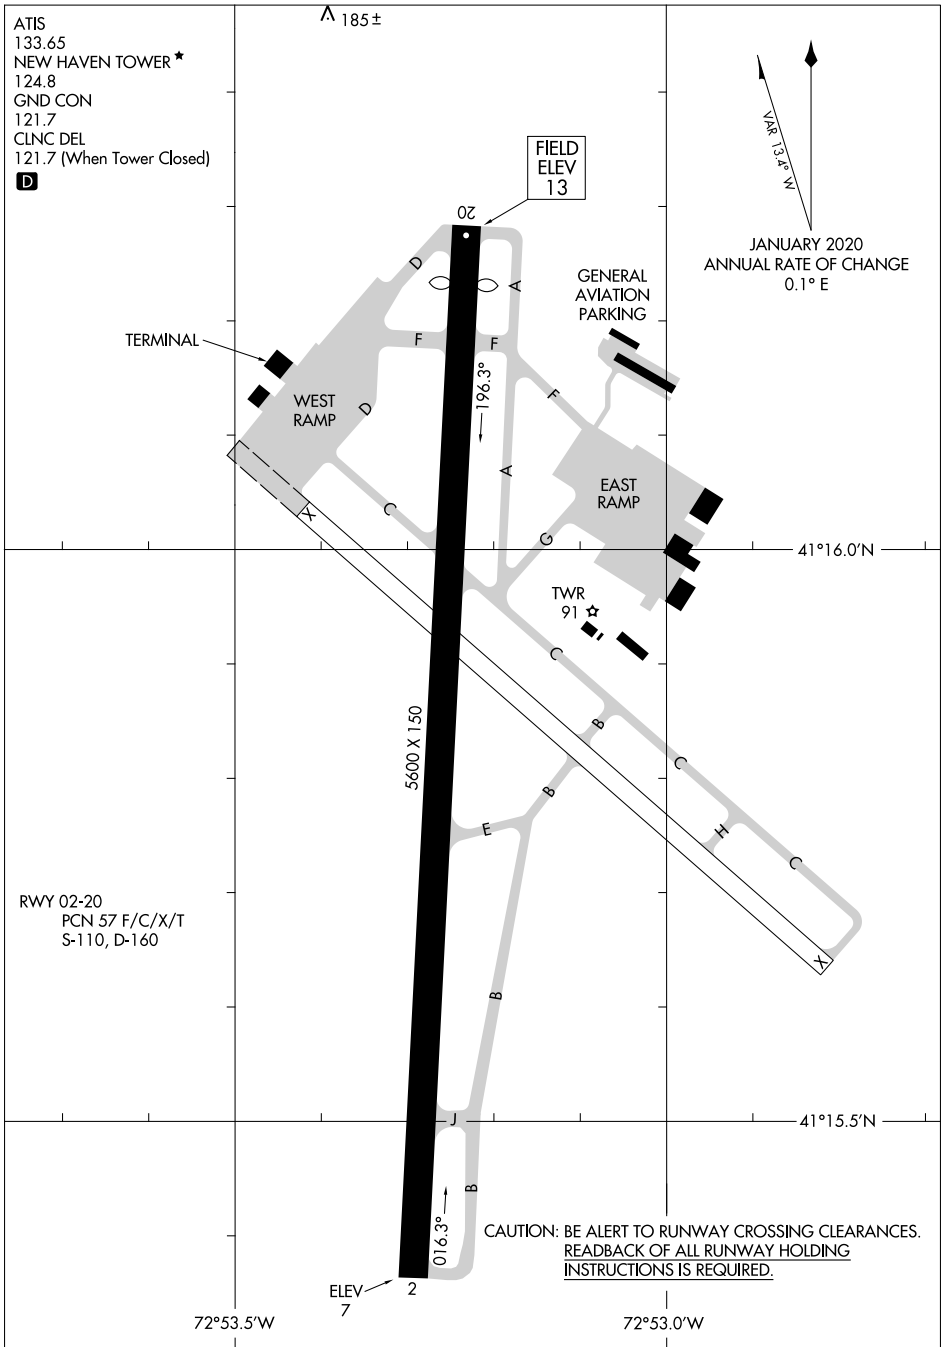 ATIS
133.65
NEW HAVEN TOWER ★
124.8
GND CON
121.7
CLNC DEL
121.7 (When Tower Closed)
D
185±
FIELD
ELEV
13
VAR 13.4° W
JANUARY 2020
ANNUAL RATE OF CHANGE
0.1° E
20
D
A
GENERAL
AVIATION
PARKING
TERMINAL
F
F
196.3°
F
WEST
RAMP
D
A
EAST
RAMP
C
X
G
41°16.0'N
TWR
91
C
B
5600 X 150
C
B
E
H
C
RWY 02-20
PCN 57 F/C/X/T
S-110, D-160
X
B
J
41°15.5'N
B
016.3°
CAUTION: BE ALERT TO RUNWAY CROSSING CLEARANCES.
READBACK OF ALL RUNWAY HOLDING
INSTRUCTIONS IS REQUIRED.
ELEV
7
2
72°53.5'W
72°53.0'W